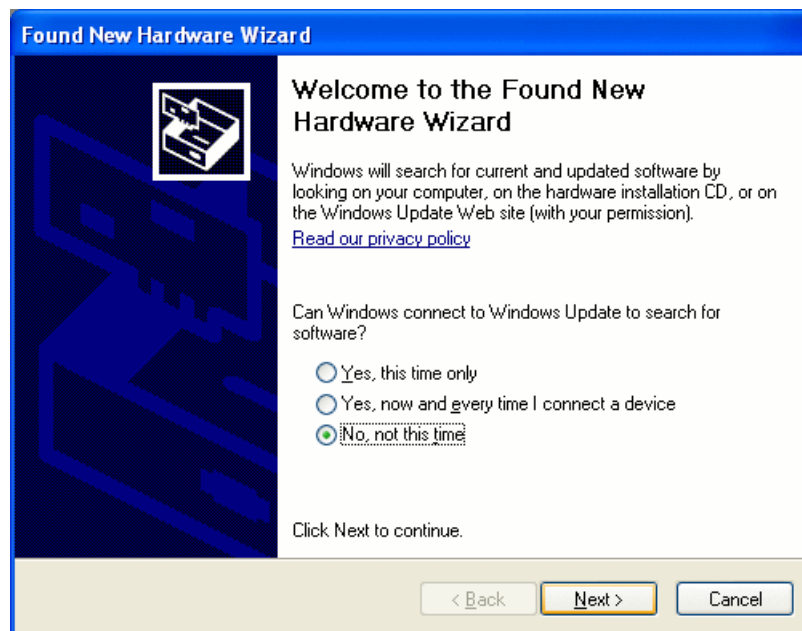 Found New Hardware Wizard
Welcome to the Found New
Hardware Wizard
Windows will search for current and updated software by
looking on your computer, on the hardware installation CD, or on
the Windows Update Web site (with your permission).
Read our privacy policy
Can Windows connect to Windows Update to search for
software?
Yes, this time only
Yes, now and every time I connect a device
No, not this time
Click Next to continue.
< Back
Next >
Cancel